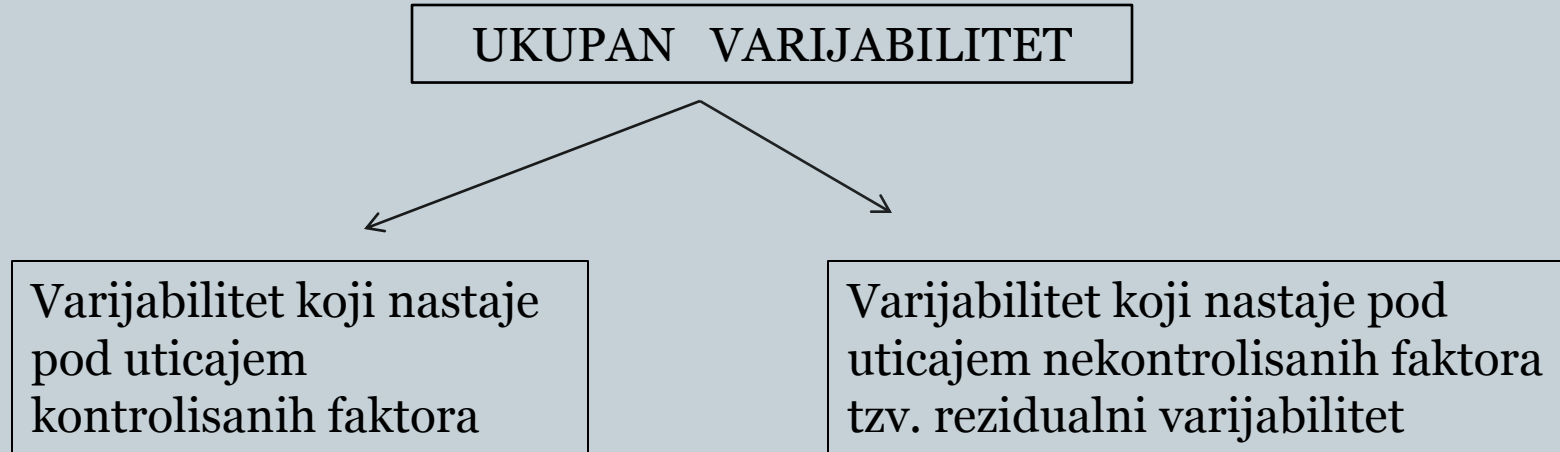 UKUPAN VARIJABILITET
Varijabilitet koji nastaje
pod uticajem
kontrolisanih faktora
Varijabilitet koji nastaje pod
uticajem nekontrolisanih faktora
tzv. rezidualni varijabilitet